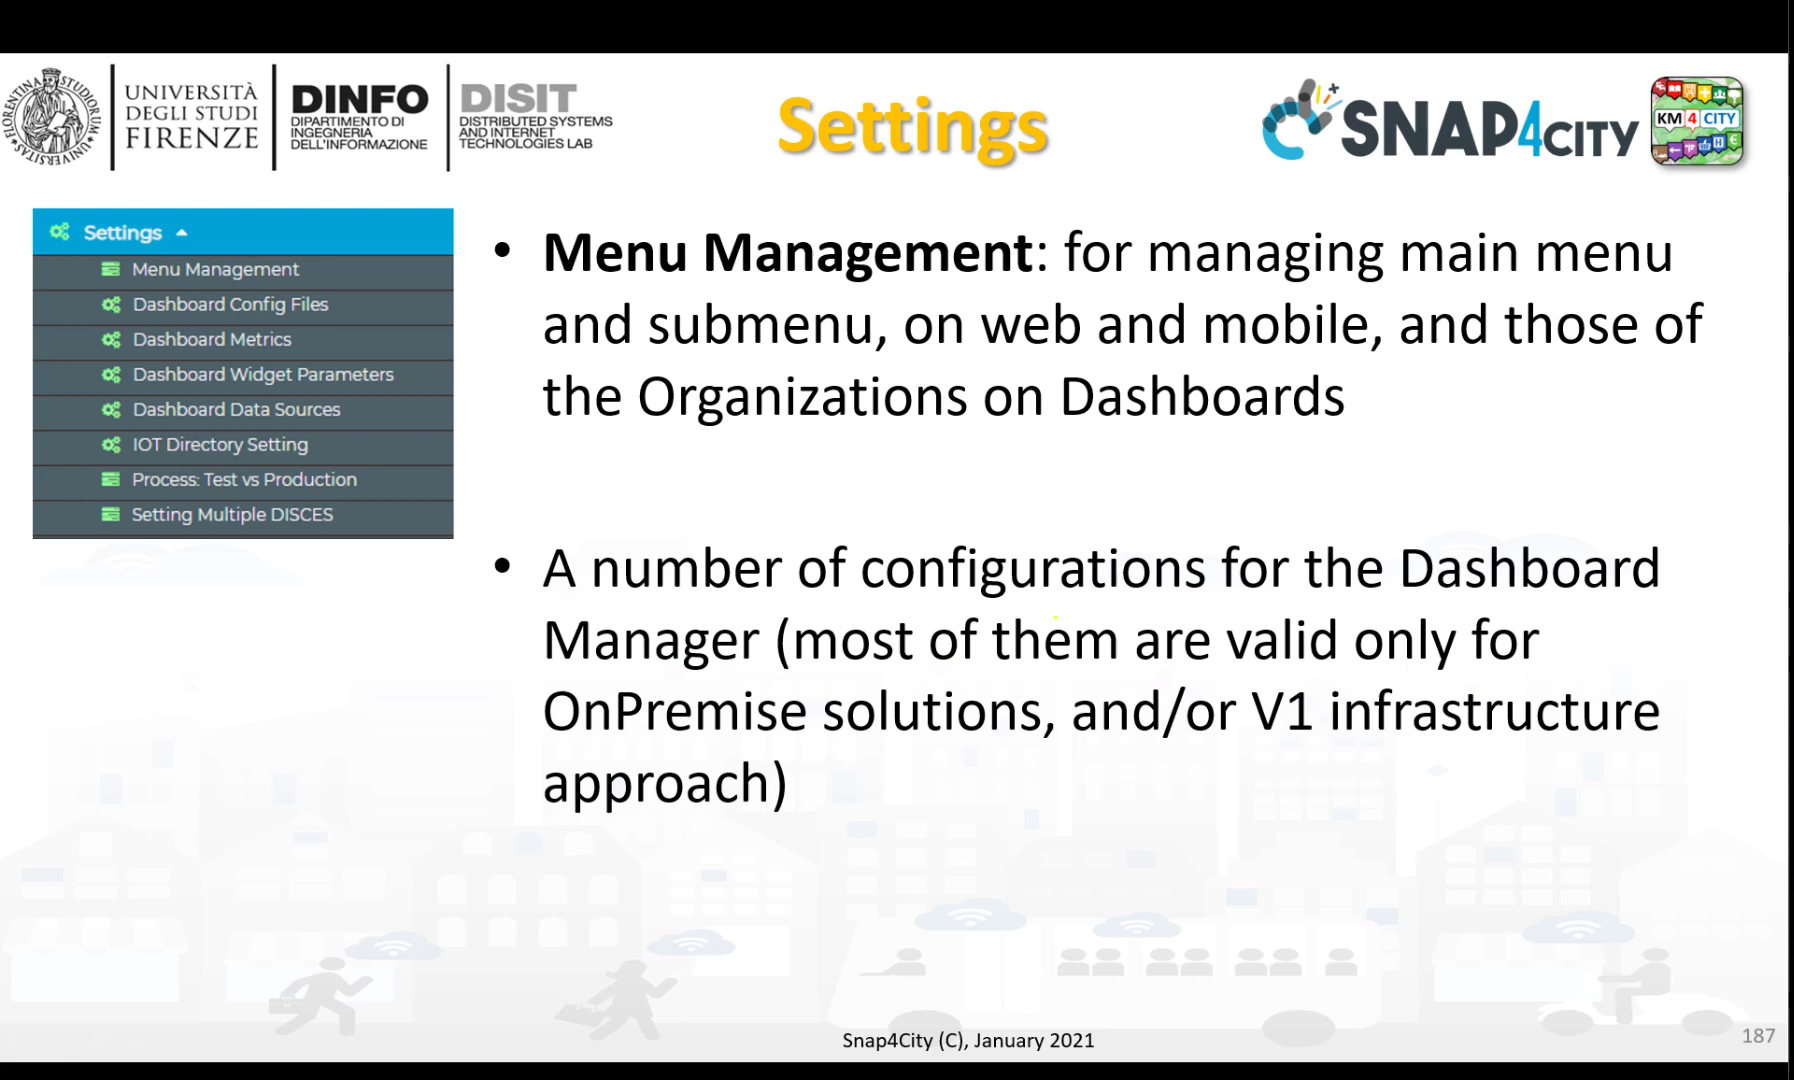 UNIVERSITÀ
DEGLI STUDI
FIRENZE
DINFO
DIPARTIMENTO DI
INGEGNERIA
DELL'INFORMAZIONE
DISIT
DISTRIBUTED SYSTEMS
AND INTERNET
TECHNOLOGIES LAB
Settings
SNAP4CITY
KM 4 CITY
Settings
Menu Management
Dashboard Config Files
Dashboard Metrics
Dashboard Widget Parameters
Dashboard Data Sources
IOT Directory Setting
Process: Test vs Production
Setting Multiple DISCES
• Menu Management: for managing main menu
and submenu, on web and mobile, and those of
the Organizations on Dashboards
• A number of configurations for the Dashboard
Manager (most of them are valid only for
OnPremise solutions, and/or V1 infrastructure
approach)
Snap4City (C), January 2021
187